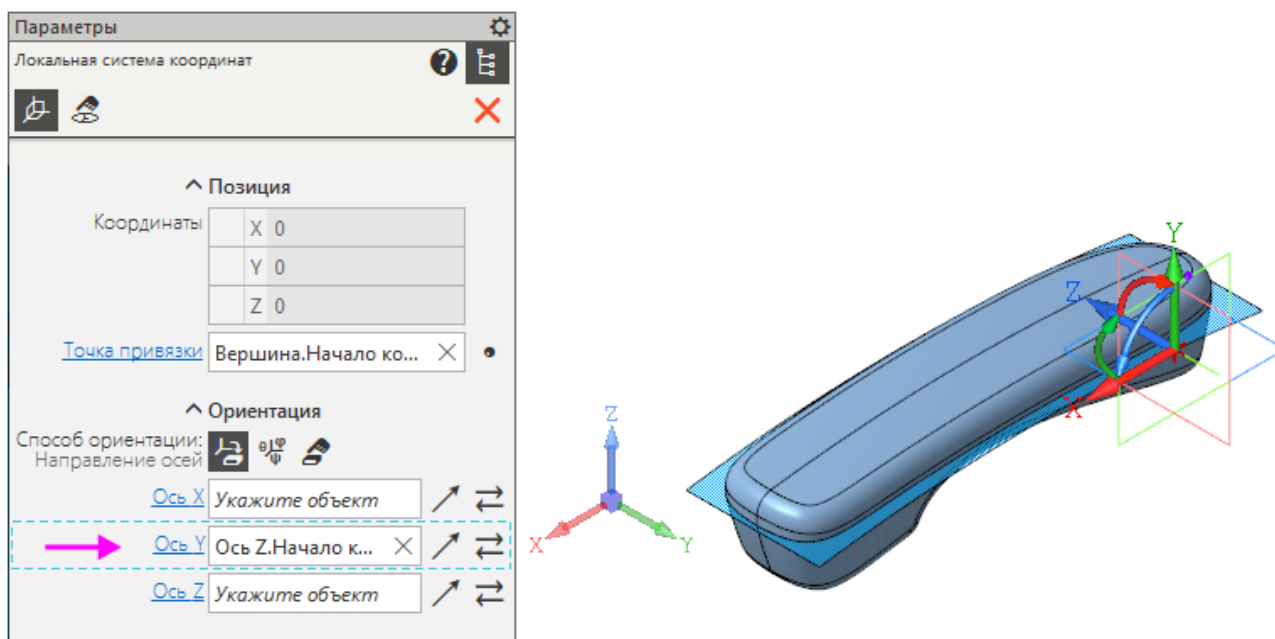 Параметры
Локальная система координат
Позиция
Координаты X 0
Y 0
Z 0
Точка привязки Вершина.Начало ко...
Ориентация
Способ ориентации:
Направление осей
Ось X Укажите объект
Ось Y Ось Z.Начало к...
Ось Z Укажите объект
Z
X
Y
Y
Z
X